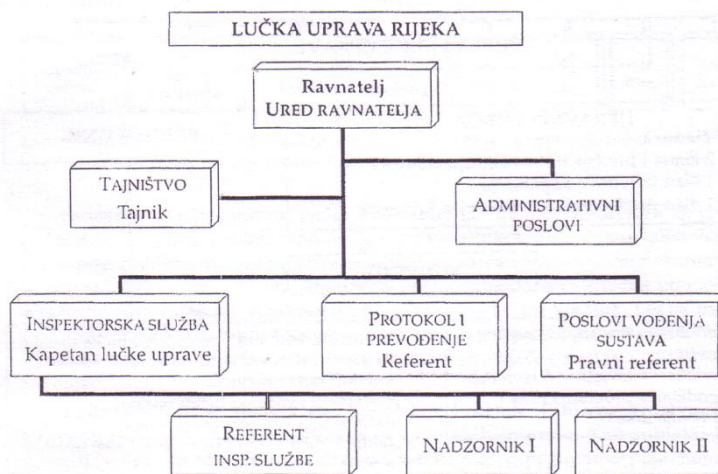 LUČKA UPRAVA RIJEKA
Ravnatelj
URED RAVNATELJA
TAJNIŠTVO
Tajnik
ADMINISTRATIVNI
POSLOVI
INSPEKTORSKA SLUŽBA
Kapetan lučke uprave
PROTOKOL I
PREVOĐENJE
Referent
POSLOVI VOĐENJA
SUSTAVA
Pravni referent
REFERENT
INSP. SLUŽBE
NADZORNIK I
NADZORNIK II